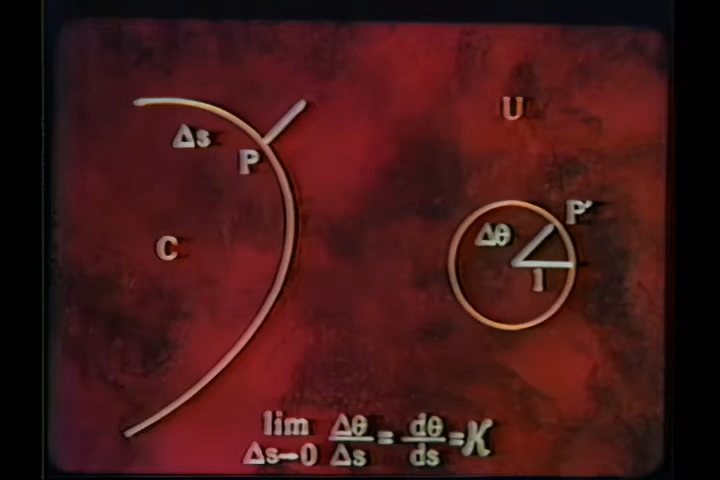 U
Δs
P
P'
Δθ
C
1
lim Δs→0 Δθ/Δs = dθ/ds = K